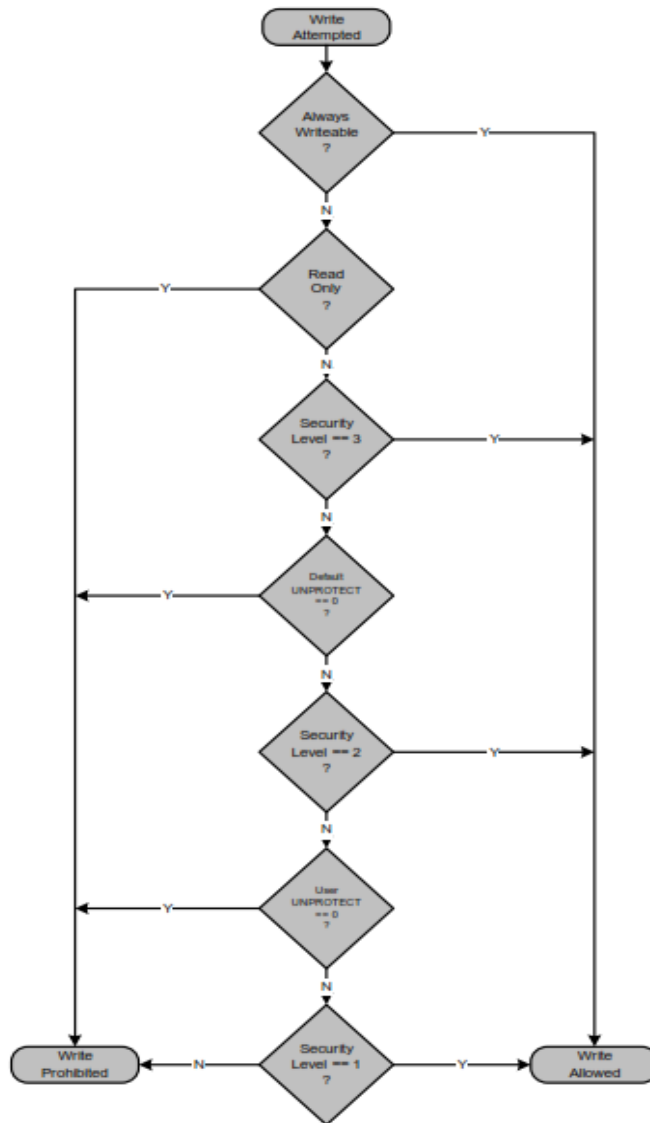 Write
Attempted
Always
Writeable
?
Y
N
Read
Only
?
Y
N
Security
Level == 3
?
Y
N
Default
UNPROTECT
== 0
?
Y
N
Security
Level == 2
?
Y
N
User
UNPROTECT
== 0
?
Y
N
Write
Prohibited
N
Security
Level == 1
?
Y
Write
Allowed